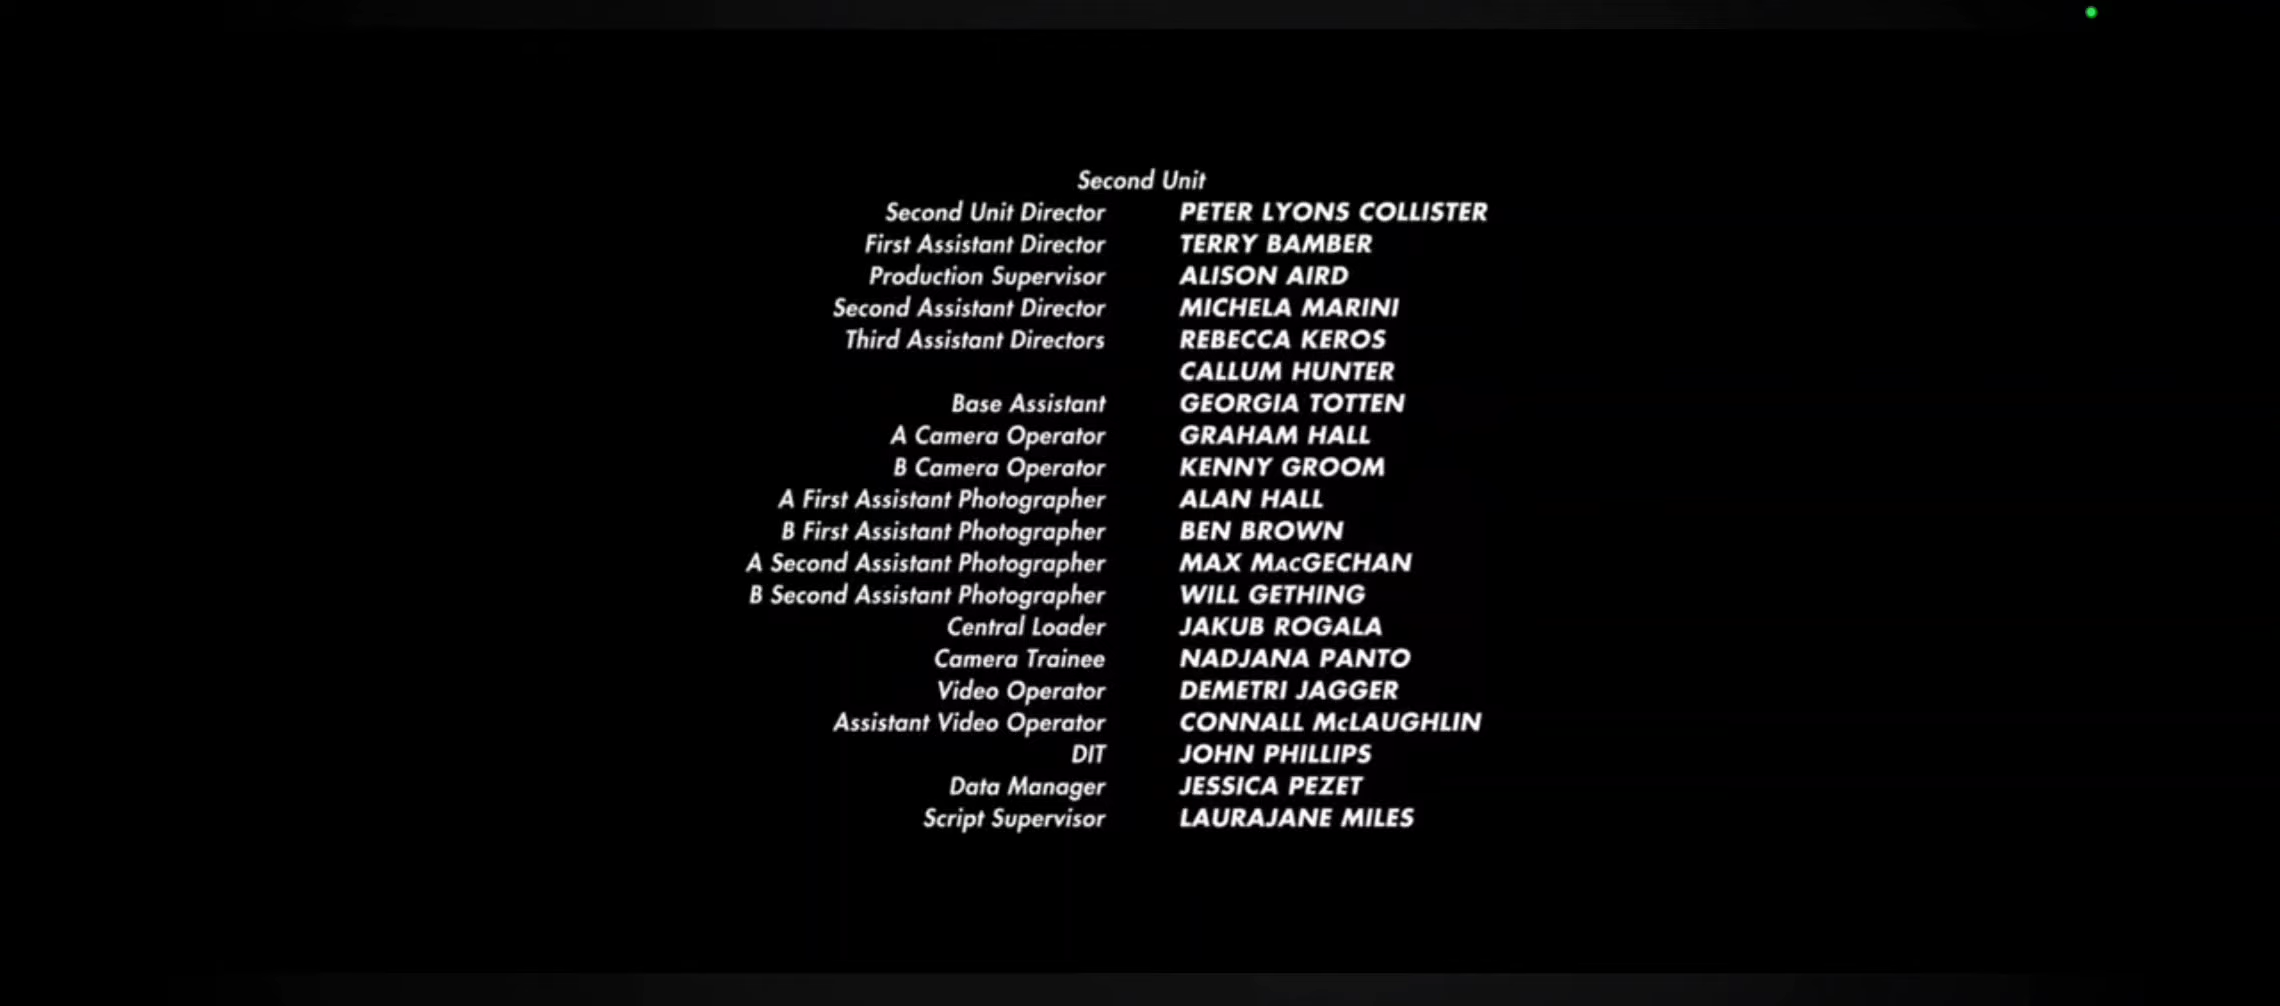 Second Unit
Second Unit Director PETER LYONS COLLISTER
First Assistant Director TERRY BAMBER
Production Supervisor ALISON AIRD
Second Assistant Director MICHELA MARINI
Third Assistant Directors REBECCA KEROS
CALLUM HUNTER
Base Assistant GEORGIA TOTTEN
A Camera Operator GRAHAM HALL
B Camera Operator KENNY GROOM
A First Assistant Photographer ALAN HALL
B First Assistant Photographer BEN BROWN
A Second Assistant Photographer MAX MACGECHAN
B Second Assistant Photographer WILL GETHING
Central Loader JAKUB ROGALA
Camera Trainee NADJANA PANTO
Video Operator DEMETRI JAGGER
Assistant Video Operator CONNALL McLAUGHLIN
DIT JOHN PHILLIPS
Data Manager JESSICA PEZET
Script Supervisor LAURAJANE MILES